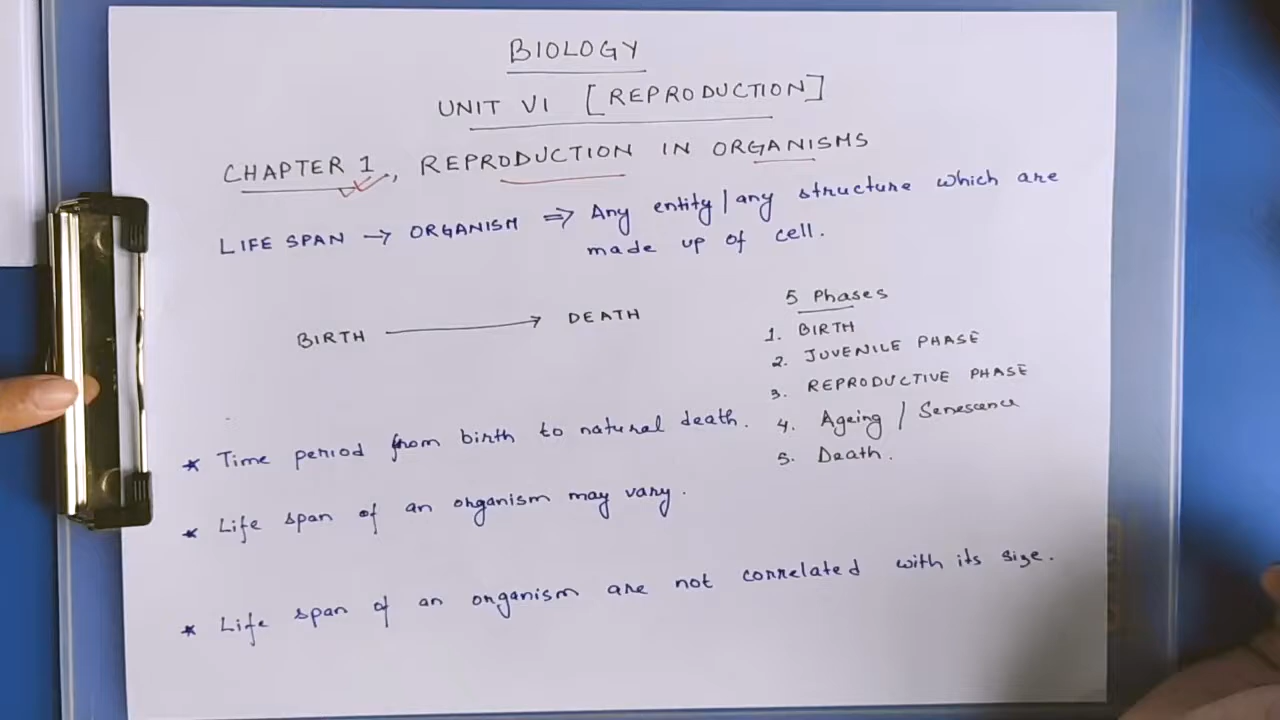 BIOLOGY
UNIT VI [REPRODUCTION]
CHAPTER 1, REPRODUCTION IN ORGANISMS
LIFE SPAN → ORGANISM ⇒ Any entity / any structure which are
made up of cell.
BIRTH → DEATH
5 Phases
1. BIRTH
2. JUVENILE PHASE
3. REPRODUCTIVE PHASE
4. Ageing / Senescence
5. Death.
* Time period from birth to natural death.
* Life span of an organism may vary.
* Life span of an organism are not correlated with its size.